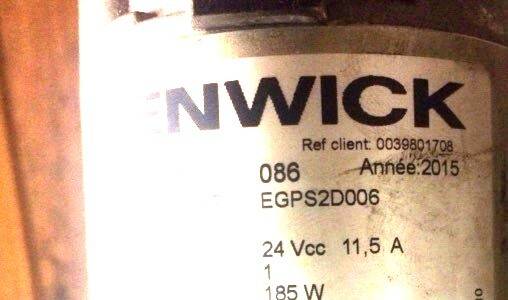 ENWICK
Ref client: 0039801708
086 Année:2015
EGPS2D006
24 Vcc 11,5 A
1
185 W